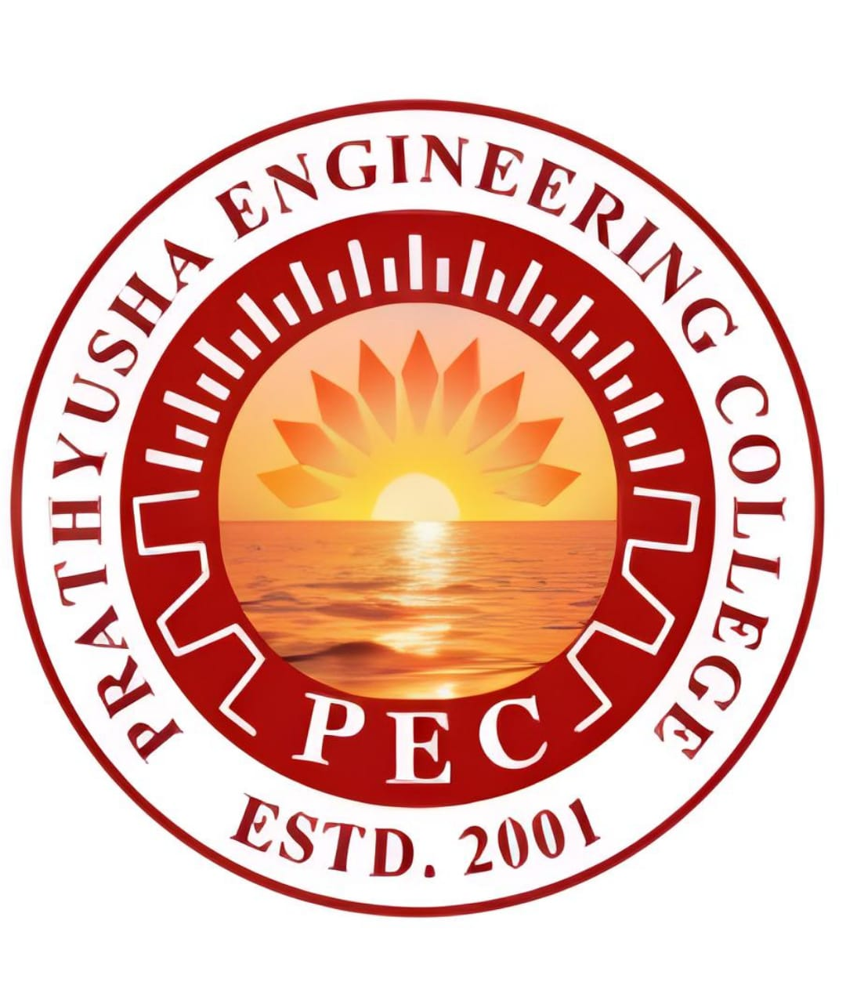 PRATHYUSHA ENGINEERING COLLEGE
PEC
ESTD. 2001